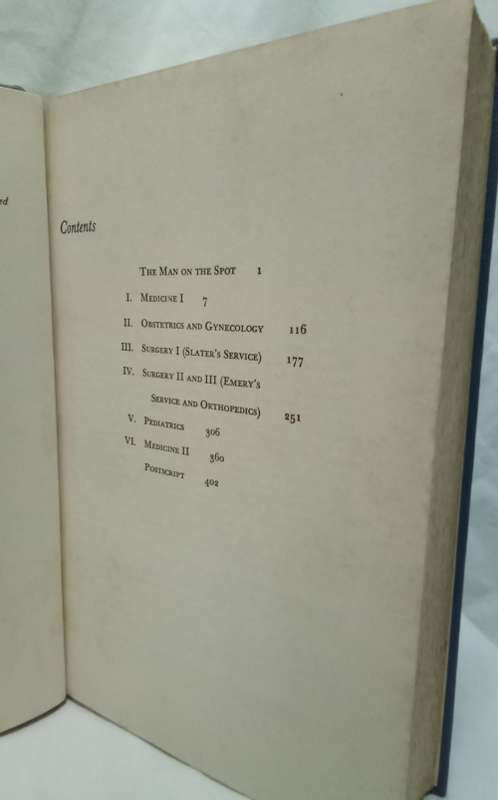 ed
Contents
THE MAN ON THE SPOT 1
I. MEDICINE I 7
II. OBSTETRICS AND GYNECOLOGY 116
III. SURGERY I (SLATER'S SERVICE) 177
IV. SURGERY II AND III (EMERY'S
SERVICE AND ORTHOPEDICS) 251
V. PEDIATRICS 306
VI. MEDICINE II 360
POSTSCRIPT 402